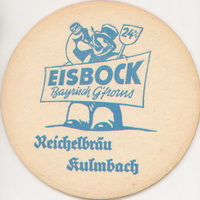 24%
EISBOCK
Bayrisch G'frorns
Reichelbräu
Kulmbach